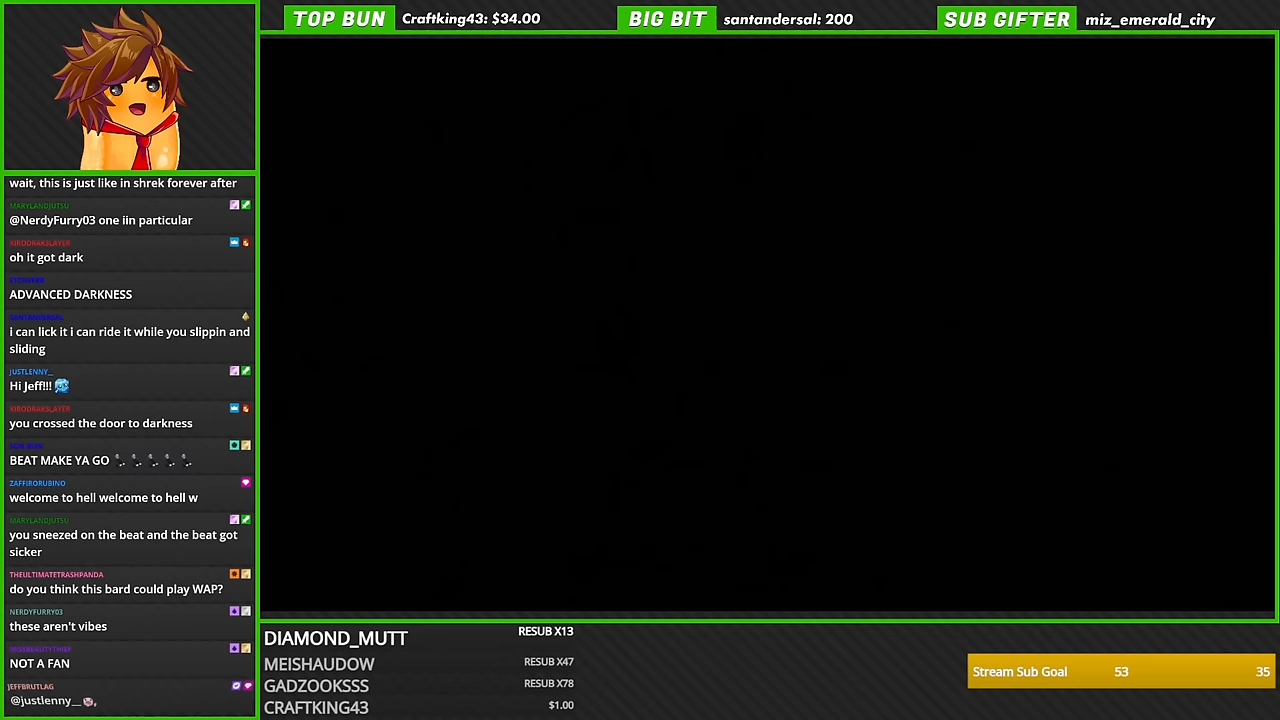 TOP BUN Craftking43: $34.00 BIG BIT santandersal: 200 SUB GIFTER miz_emerald_city
wait, this is just like in shrek forever after
MARYLANDJUTSU
@NerdyFurry03 one iin particular
KIRODRAKSLAYER
oh it got dark
ADVANCED DARKNESS
SANTANDERSAL
i can lick it i can ride it while you slippin and
sliding
JUSTLENNY__
Hi Jeff!!!
KIRODRAKSLAYER
you crossed the door to darkness
BEAT MAKE YA GO
ZAFFIRORUBINO
welcome to hell welcome to hell w
MARYLANDJUTSU
you sneezed on the beat and the beat got
sicker
THEULTIMATETRASHPANDA
do you think this bard could play WAP?
NERDYFURRY03
these aren't vibes
MISSBEAUTYTHIEF
NOT A FAN
JEFFBRUTLAG
@justlenny__
DIAMOND_MUTT RESUB X13
MEISHAUDOW RESUB X47
GADZOOKSSS RESUB X78
CRAFTKING43 $1.00
Stream Sub Goal 53 35